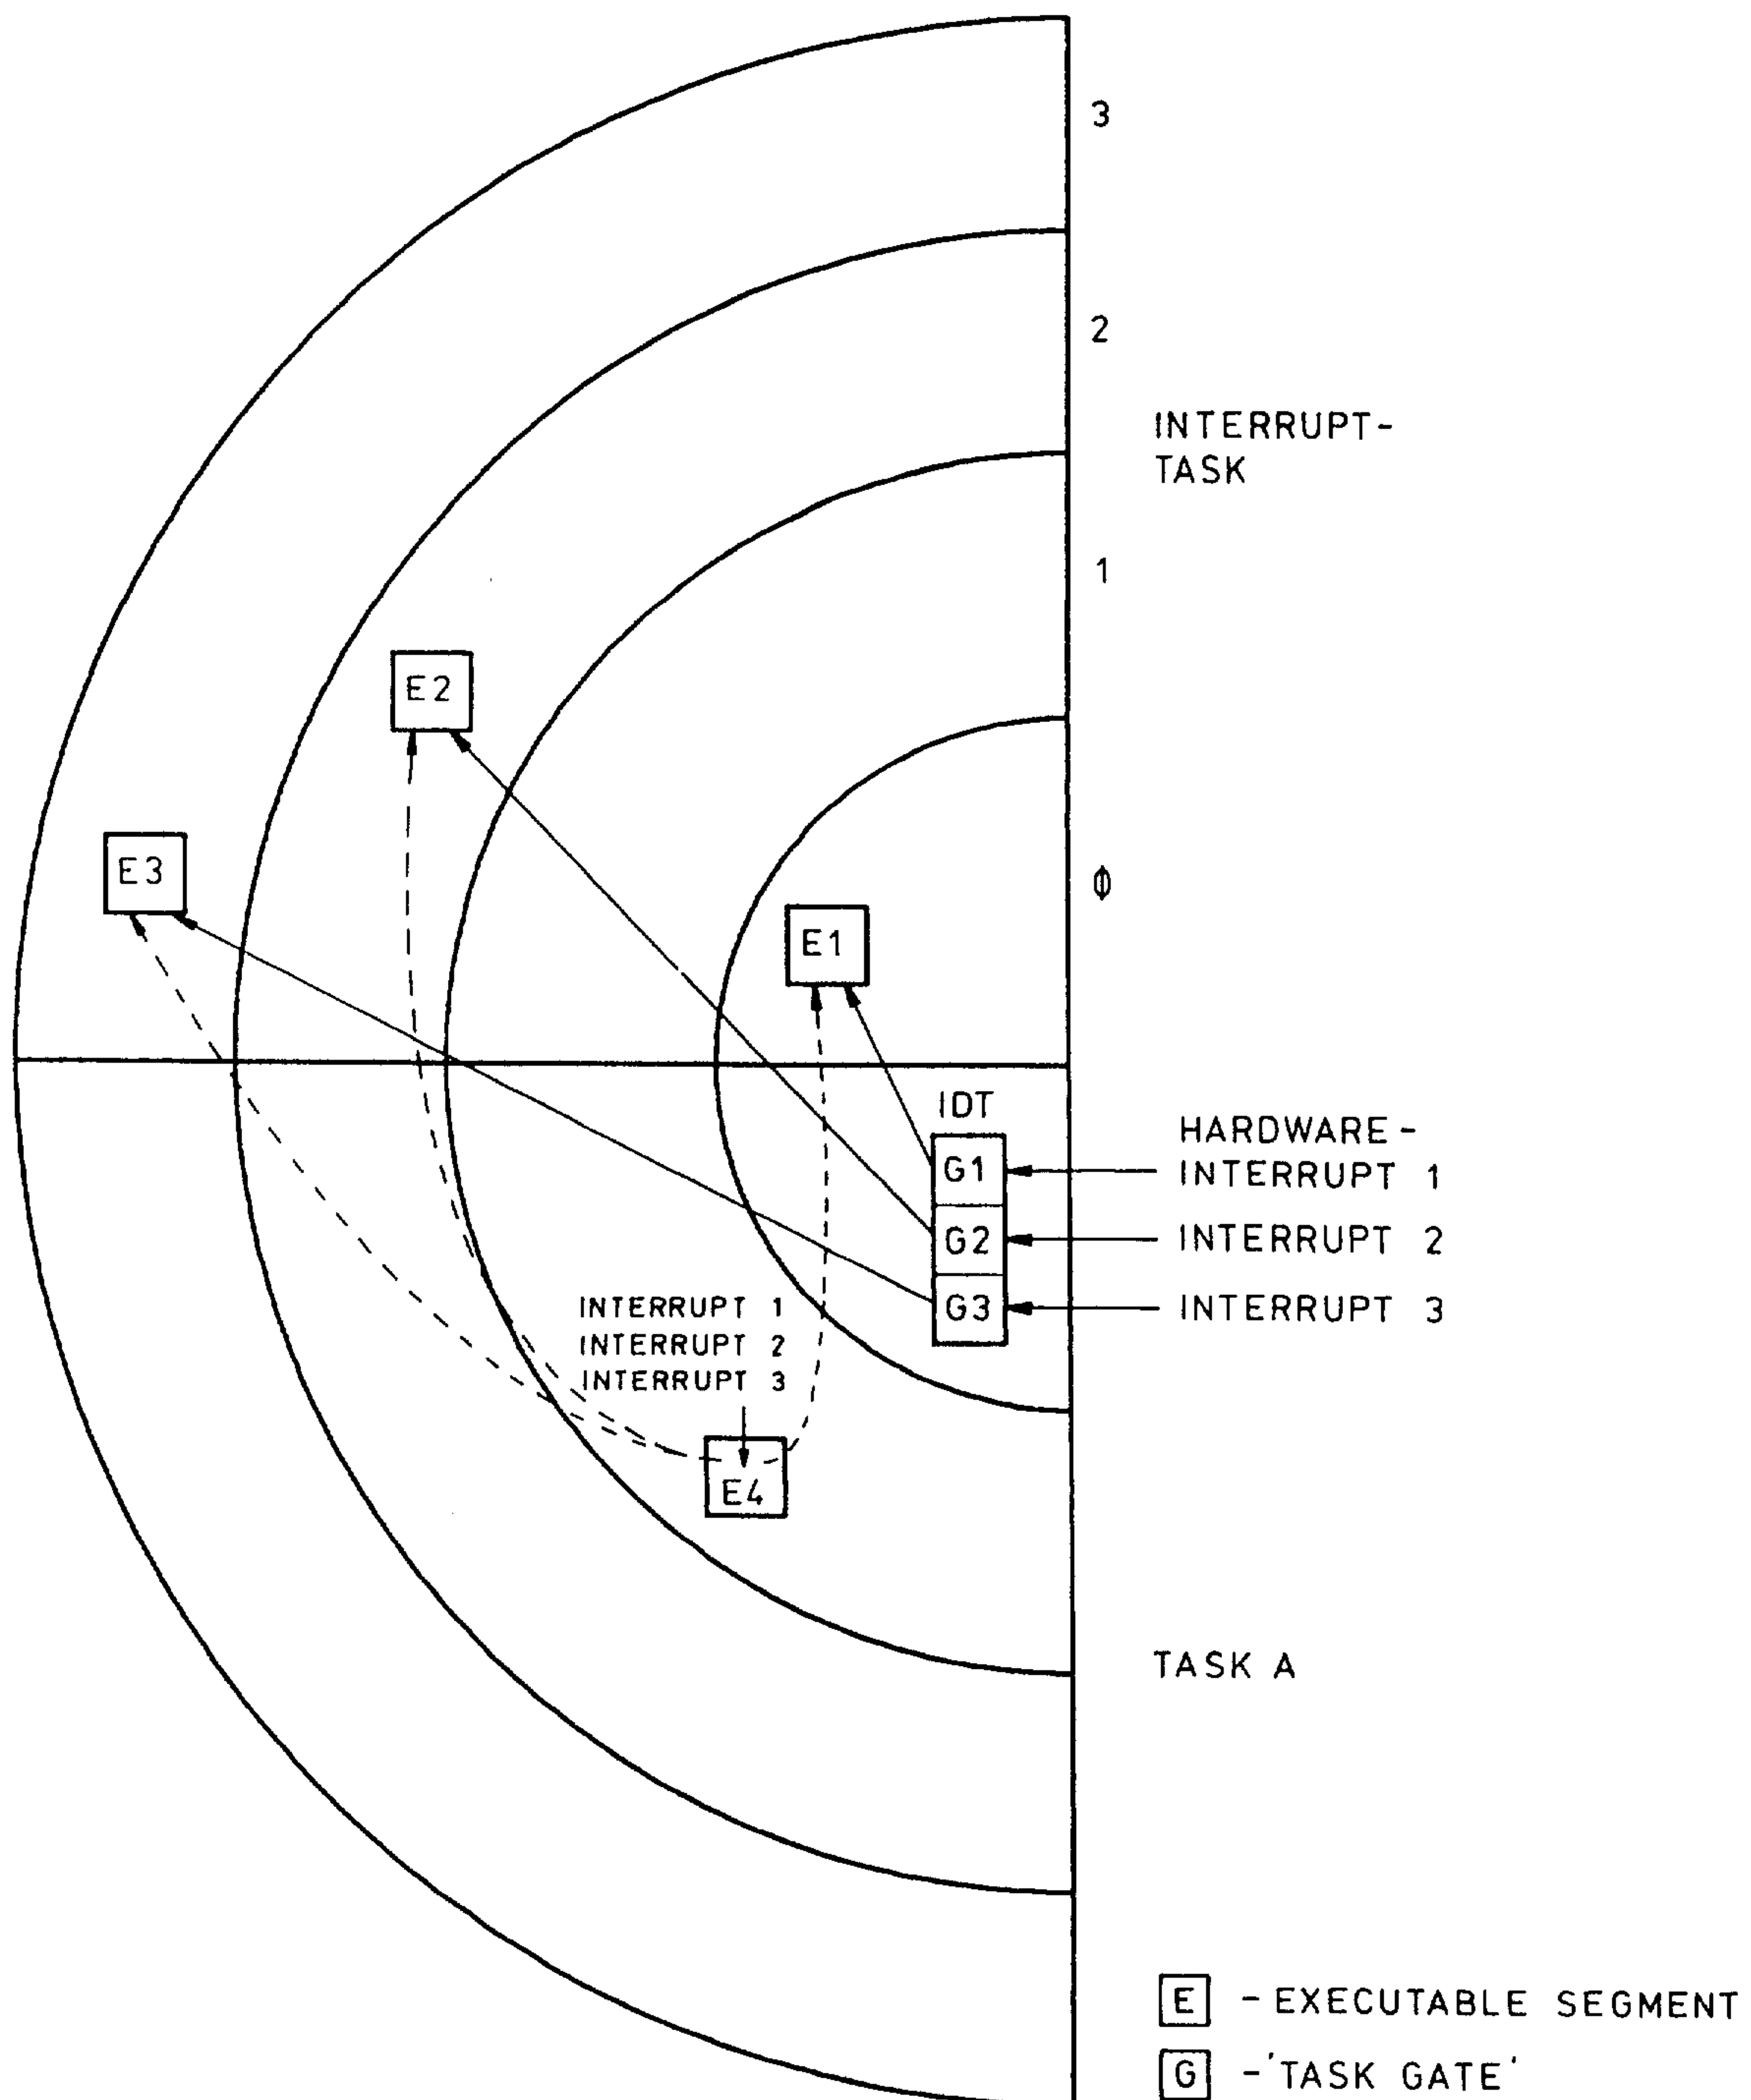 3
2
INTERRUPT-
TASK
1
E2
E3
0
E1
IDT
HARDWARE-
G1
INTERRUPT 1
G2
INTERRUPT 2
INTERRUPT 1
G3
INTERRUPT 3
INTERRUPT 2
INTERRUPT 3
E4
TASK A
E - EXECUTABLE SEGMENT
G - 'TASK GATE'